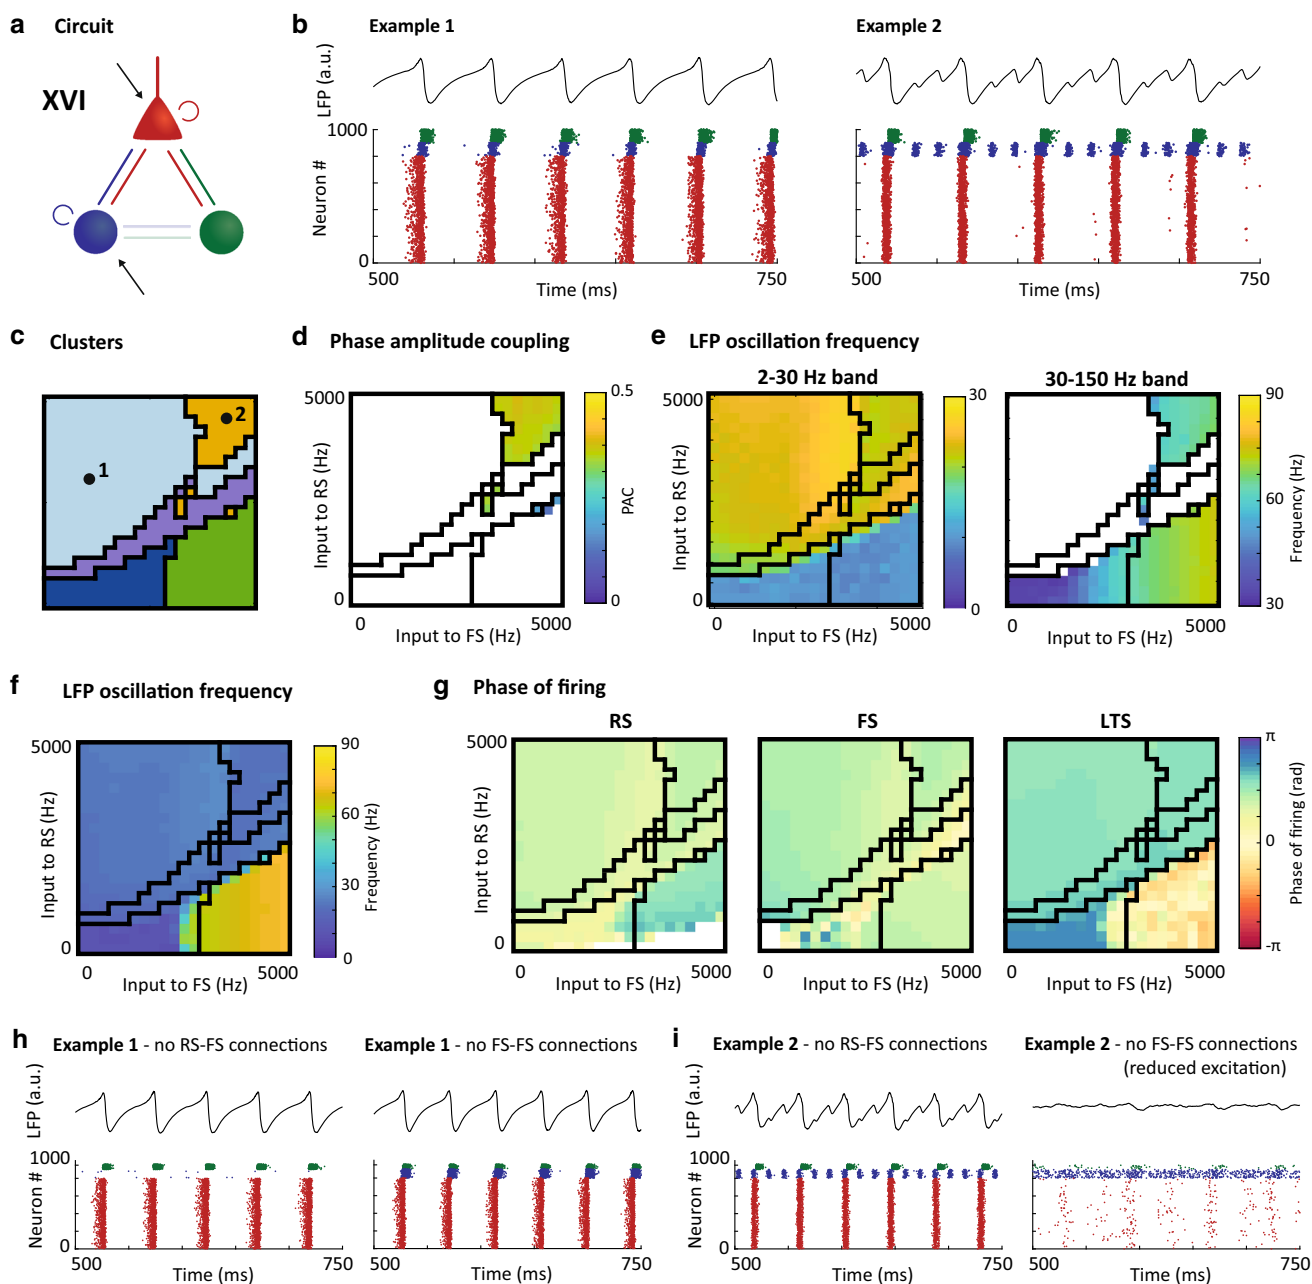 a Circuit
XVI
b Example 1
Example 2
LFP (a.u.)
Neuron #
1000
0
500
750
Time (ms)
500
750
Time (ms)
c Clusters
1
2
d Phase amplitude coupling
5000
0
Input to RS (Hz)
0
5000
Input to FS (Hz)
0.5
0
PAC
e LFP oscillation frequency
2-30 Hz band
5000
0
Input to RS (Hz)
0
5000
Input to FS (Hz)
30
0
30-150 Hz band
0
5000
Input to FS (Hz)
90
60
30
Frequency (Hz)
f LFP oscillation frequency
5000
0
Input to RS (Hz)
0
5000
Input to FS (Hz)
90
60
30
0
Frequency (Hz)
g Phase of firing
RS
FS
LTS
5000
0
Input to RS (Hz)
0
5000
Input to FS (Hz)
0
5000
Input to FS (Hz)
0
5000
Input to FS (Hz)
π
0
-π
Phase of firing (rad)
h Example 1 - no RS-FS connections
Example 1 - no FS-FS connections
LFP (a.u.)
Neuron #
1000
0
500
750
Time (ms)
500
750
Time (ms)
i Example 2 - no RS-FS connections
Example 2 - no FS-FS connections
(reduced excitation)
LFP (a.u.)
Neuron #
1000
0
500
750
Time (ms)
500
750
Time (ms)